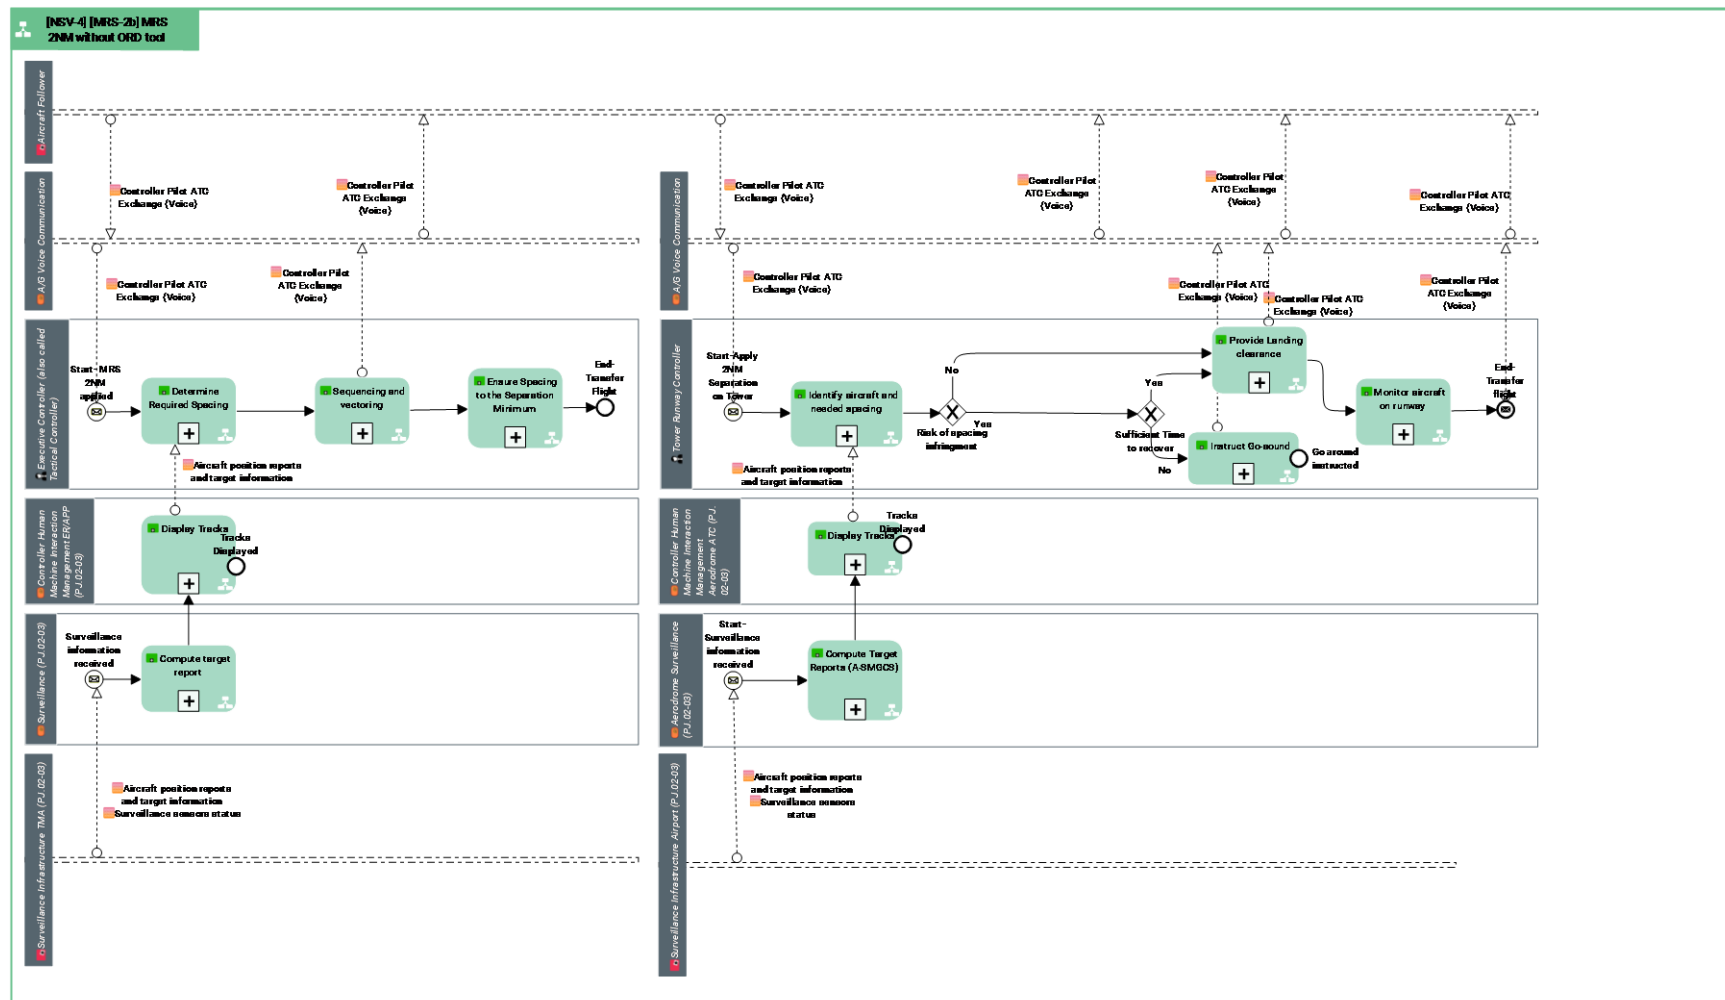 [NSV-4] [MRS-2b] MRS
2NM without ORD tool
Aircraft Follower
A/G Voice Communication
Controller Pilot ATC
Exchange (Voice)
Controller Pilot
ATC Exchange
(Voice)
Controller Pilot ATC
Exchange (Voice)
Controller Pilot
ATC Exchange
(Voice)
Executive Controller (also called
Tactical Controller)
Start-MRS
2NM
applied
Determine
Required Spacing
Sequencing and
vectoring
Ensure Spacing
to the Separation
Minimum
End-
Transfer
Flight
Aircraft position reports
and target information
Controller Human
Machine Interaction
Management ER/APP
(PJ.02-03)
Display Tracks
Tracks
Displayed
Surveillance (PJ.02-03)
Surveillance
information
received
Compute target
report
Surveillance Infrastructure TMA (PJ.02-03)
Aircraft position reports
and target information
Surveillance sensors status
A/G Voice Communication
Controller Pilot ATC
Exchange (Voice)
Controller Pilot
ATC Exchange
(Voice)
Controller Pilot
ATC Exchange
(Voice)
Controller Pilot ATC
Exchange (Voice)
Controller Pilot ATC
Exchange (Voice)
Controller Pilot ATC
Exchange (Voice)
Controller Pilot ATC
Exchange (Voice)
Controller Pilot
ATC Exchange
(Voice)
Tower Runway Controller
Start-Apply
2NM
Separation
on Tower
Identify aircraft and
needed spacing
No
Yes
Risk of spacing
infringment
Yes
Sufficient Time
to recover
No
Provide Landing
clearance
Instruct Go-around
Go around
instructed
Monitor aircraft
on runway
End-
Transfer
flight
Aircraft position reports
and target information
Controller Human
Machine Interaction
Management
Aerodrome ATC (PJ.
02-03)
Display Tracks
Tracks
Displayed
Aerodrome Surveillance
(PJ.02-03)
Start-
Surveillance
information
received
Compute Target
Reports (A-SMGCS)
Surveillance Infrastructure Airport (PJ.02-03)
Aircraft position reports
and target information
Surveillance sensors
status